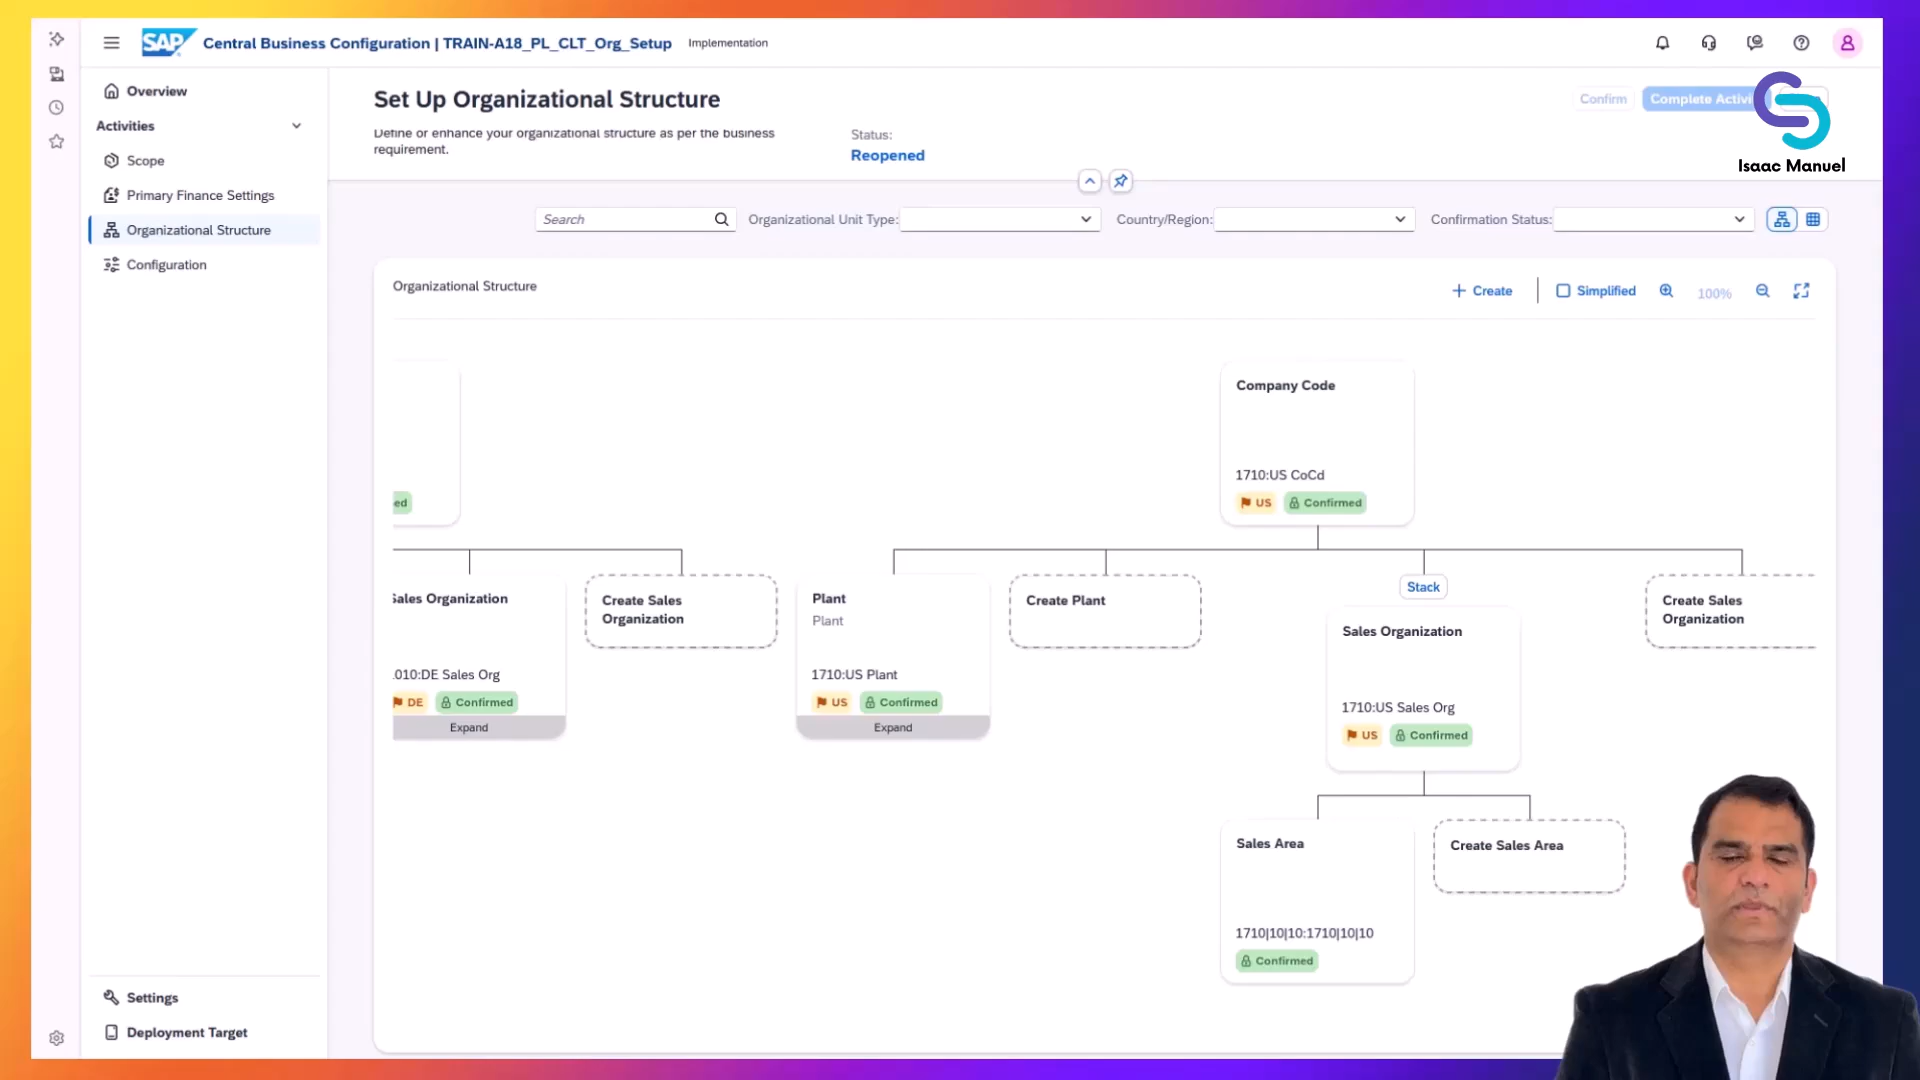 SAP
Central Business Configuration | TRAIN-A18_PL_CLT_Org_Setup
Implementation
Overview
Activities
Scope
Primary Finance Settings
Organizational Structure
Configuration
Settings
Deployment Target
Set Up Organizational Structure
Define or enhance your organizational structure as per the business
requirement.
Status:
Reopened
Confirm
Complete Activi
Isaac Manuel
Search
Organizational Unit Type:
Country/Region:
Confirmation Status:
Organizational Structure
Create
Simplified
100%
Company Code
1710:US CoCd
US
Confirmed
ed
Sales Organization
010:DE Sales Org
DE
Confirmed
Expand
Create Sales
Organization
Plant
Plant
1710:US Plant
US
Confirmed
Expand
Create Plant
Stack
Sales Organization
1710:US Sales Org
US
Confirmed
Create Sales
Organization
Sales Area
1710|10|10:1710|10|10
Confirmed
Create Sales Area